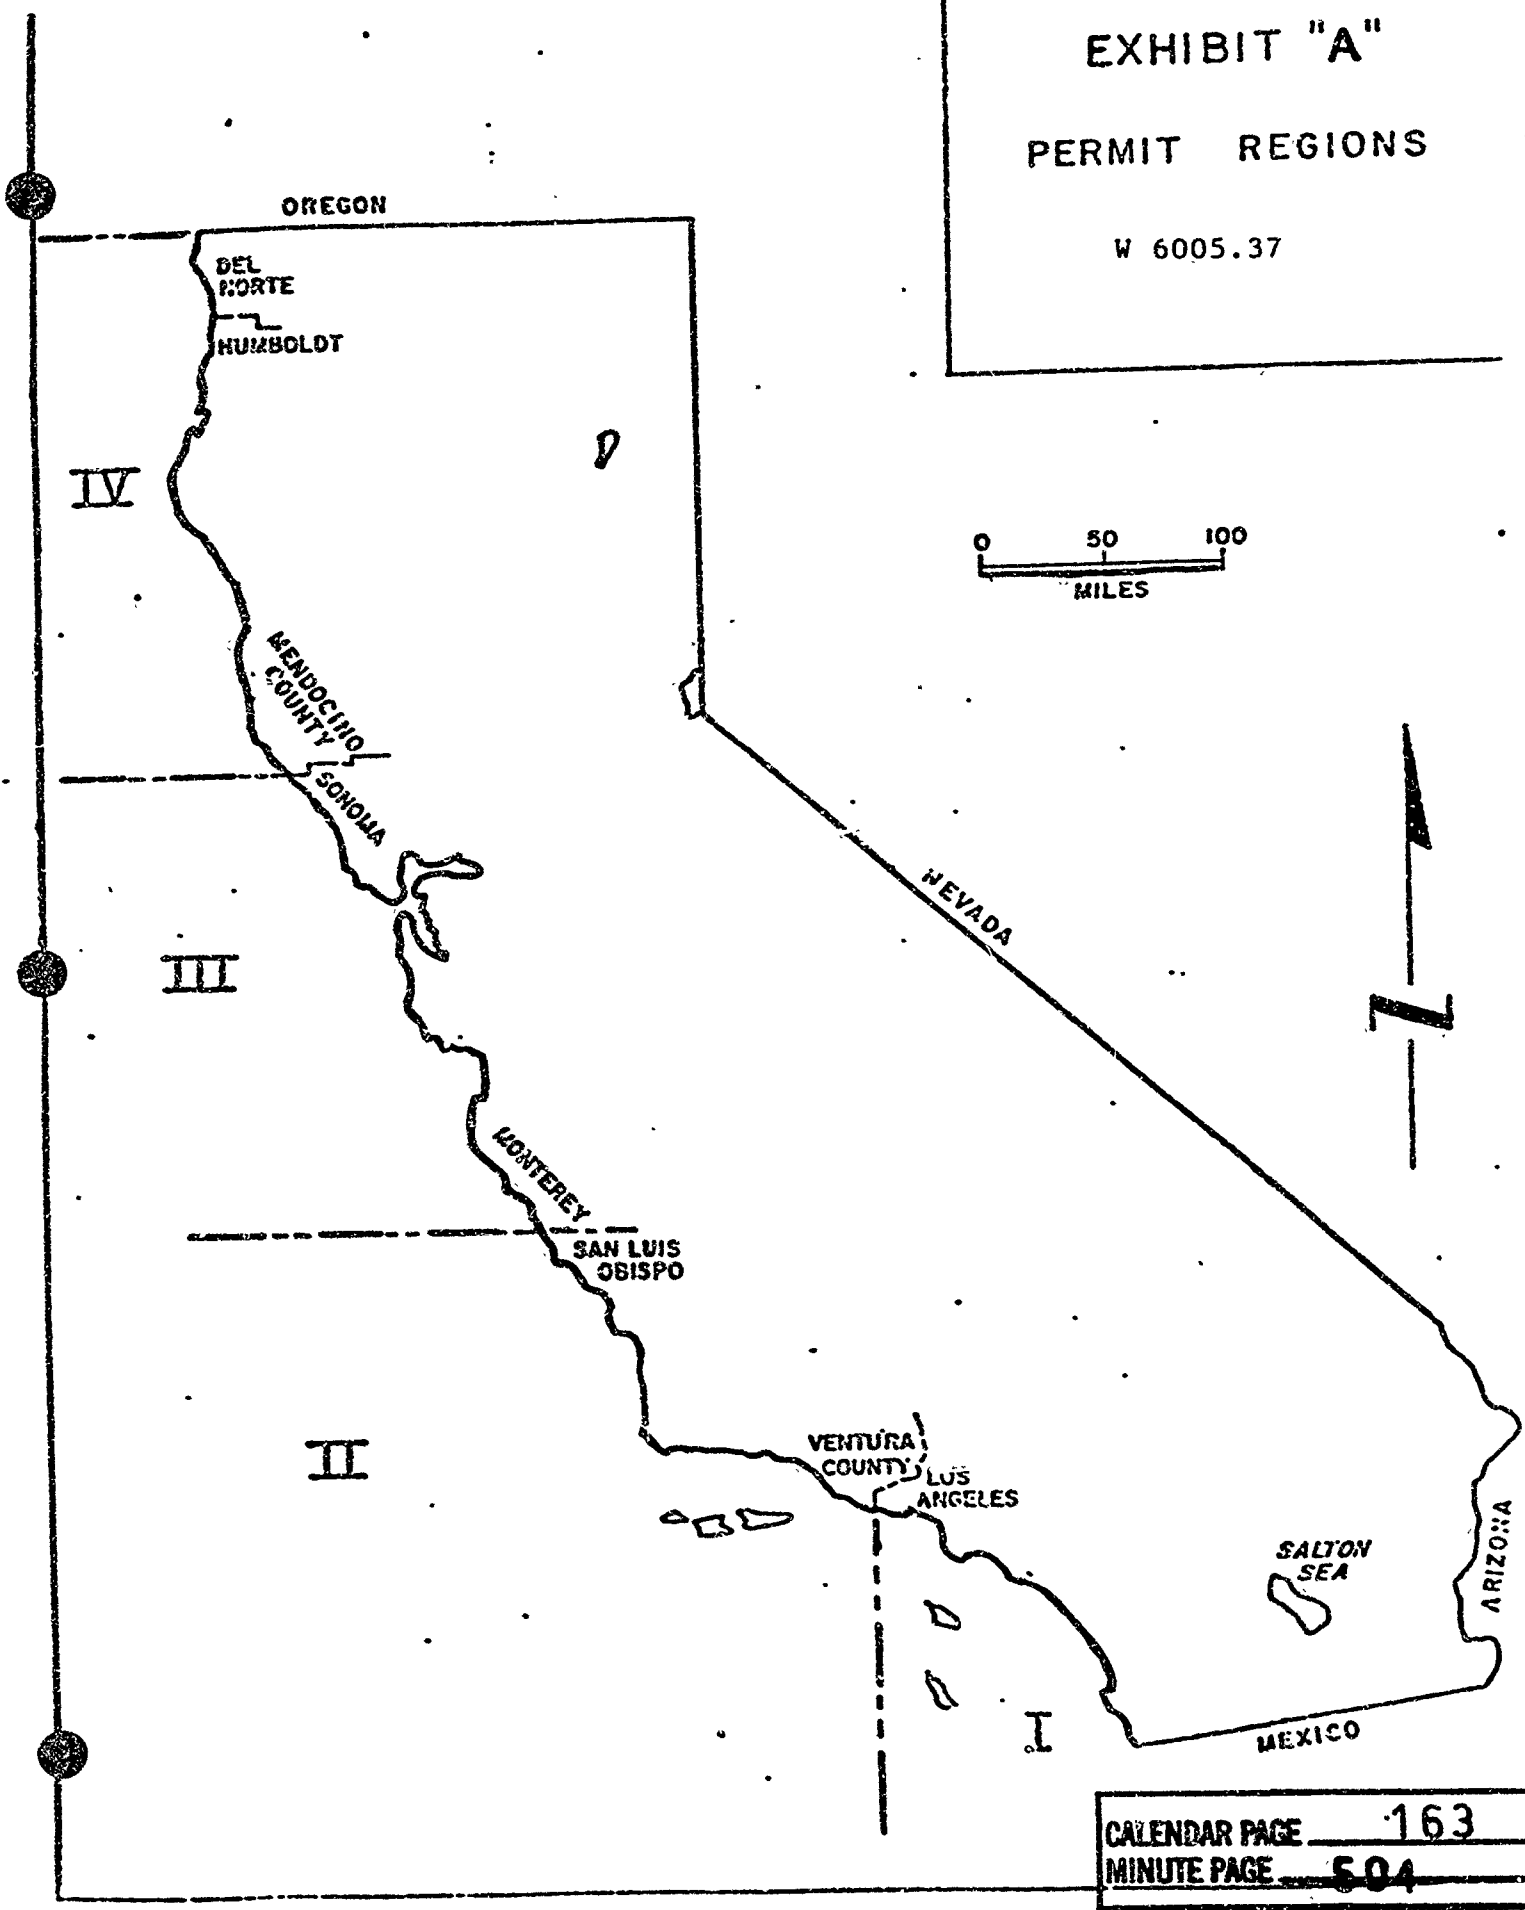 EXHIBIT "A"
PERMIT REGIONS
W 6005.37
OREGON
DEL
NORTE
HUMBOLDT
IV
0 50 100
MILES
MENDOCINO
COUNTY
SONOMA
NEVADA
III
Z
MONTEREY
SAN LUIS
OBISPO
II
VENTURA
COUNTY
LOS
ANGELES
SALTON
SEA
ARIZONA
I
MEXICO
CALENDAR PAGE 163
MINUTE PAGE 504